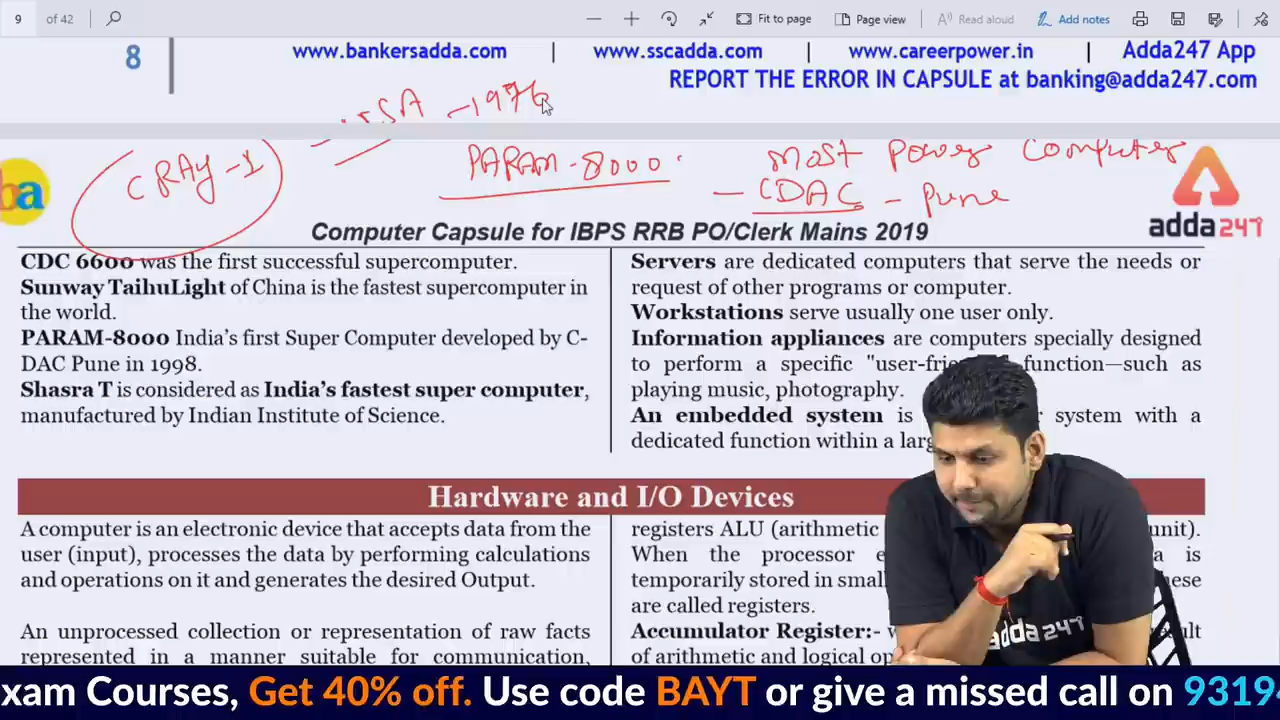 9 of 42
Fit to page
Page view
Read aloud
Add notes
8
www.bankersadda.com | www.sscadda.com | www.careerpower.in | Adda247 App
REPORT THE ERROR IN CAPSULE at banking@adda247.com
USA - 1976
CRAY-1
PARAM-8000.
Most Power Computer
- CDAC - Pune
ba
adda247
Computer Capsule for IBPS RRB PO/Clerk Mains 2019
CDC 6600 was the first successful supercomputer.
Sunway TaihuLight of China is the fastest supercomputer in
the world.
PARAM-8000 India's first Super Computer developed by C-
DAC Pune in 1998.
Shasra T is considered as India's fastest super computer,
manufactured by Indian Institute of Science.
Servers are dedicated computers that serve the needs or
request of other programs or computer.
Workstations serve usually one user only.
Information appliances are computers specially designed
to perform a specific "user-frie function—such as
playing music, photography.
An embedded system is system with a
dedicated function within a larg
Hardware and I/O Devices
A computer is an electronic device that accepts data from the
user (input), processes the data by performing calculations
and operations on it and generates the desired Output.
An unprocessed collection or representation of raw facts
represented in a manner suitable for communication,
registers ALU (arithmetic unit).
When the processor e is
temporarily stored in small these
are called registers.
Accumulator Register:-
of arithmetic and logical op
adda247
xam Courses, Get 40% off. Use code BAYT or give a missed call on 9319